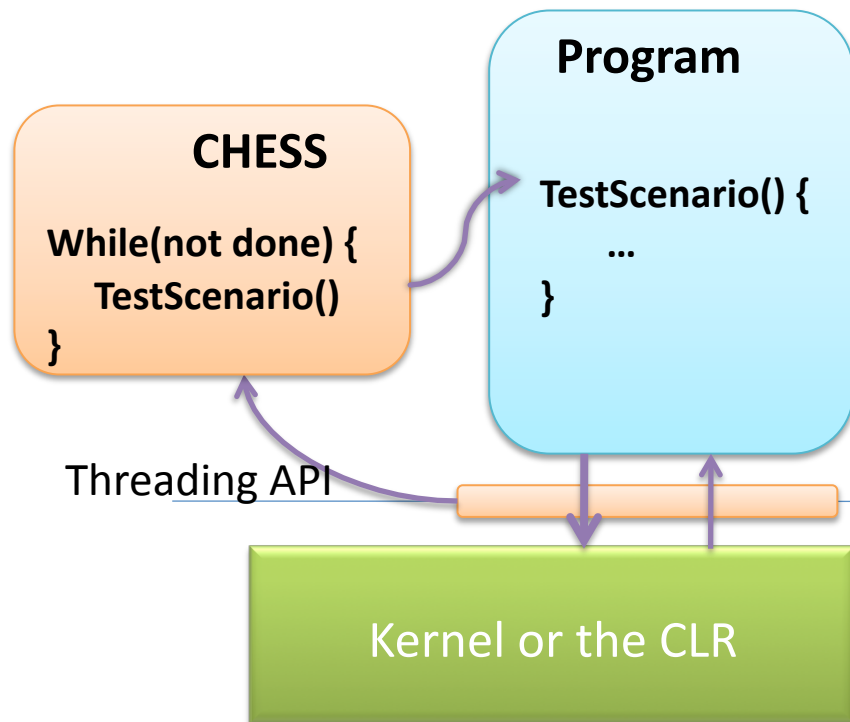 CHESS
While(not done) {
TestScenario()
}
Program
TestScenario() {
…
}
Threading API
Kernel or the CLR